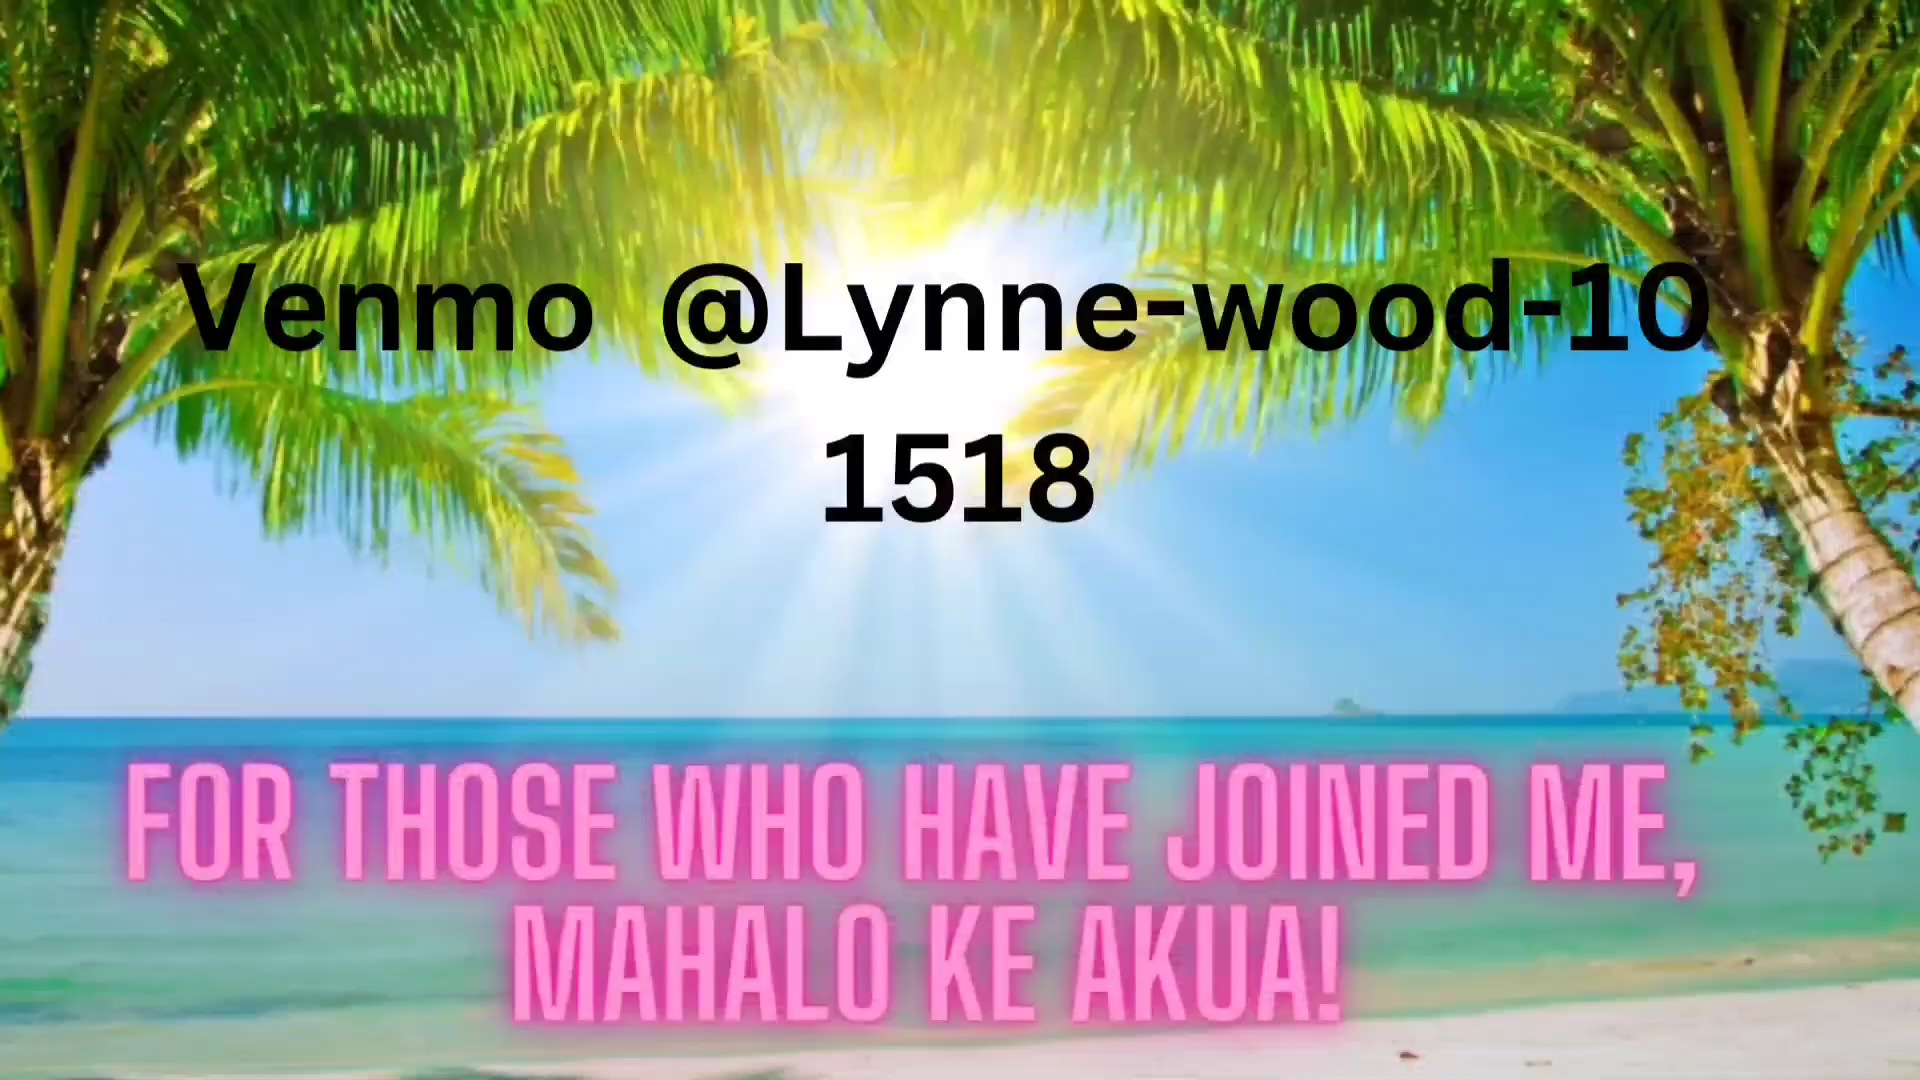 Venmo @Lynne-wood-10
1518
FOR THOSE WHO HAVE JOINED ME,
MAHALO KE AKUA!